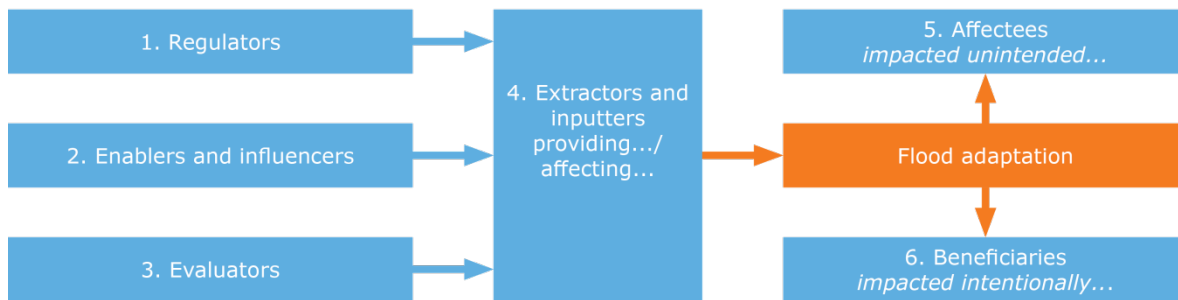 1. Regulators
2. Enablers and influencers
3. Evaluators
4. Extractors and
inputters
providing.../
affecting...
5. Affectees
impacted unintended...
Flood adaptation
6. Beneficiaries
impacted intentionally...